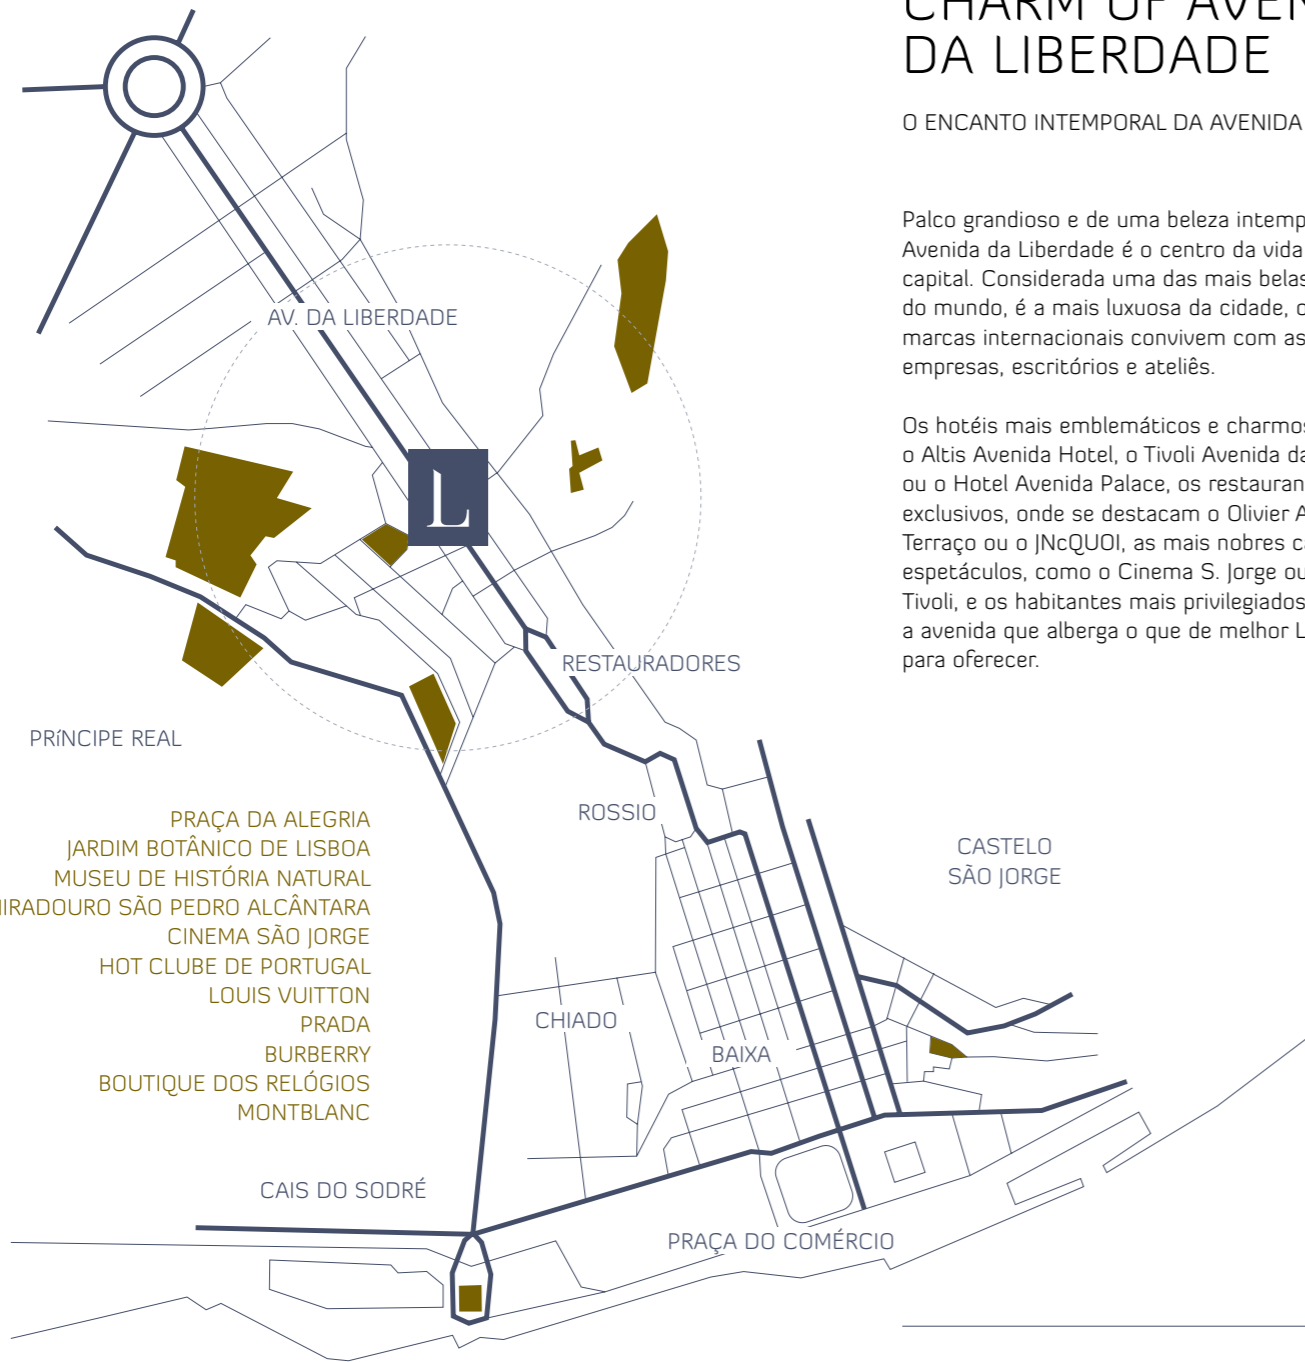 CHARM OF
DA LIBERDADE
O ENCANTO INTEMPORAL DA AVENIDA
Palco grandioso e de uma beleza
Avenida da Liberdade é o centro da vida
capital. Considerada uma das mais belas
do mundo, é a mais luxuosa da cidade,
marcas internacionais convivem com as
empresas, escritórios e ateliês.
Os hotéis mais emblemáticos e
o Altis Avenida Hotel, o Tivoli Avenida da
ou o Hotel Avenida Palace, os
exclusivos, onde se destacam o Olivier
Terraço ou o JNcQUOI, as mais nobres
espetáculos, como o Cinema S. Jorge ou
Tivoli, e os habitantes mais privilegiados
a avenida que alberga o que de melhor
para oferecer.
AV. DA LIBERDADE
L
RESTAURADORES
PRíNCIPE REAL
ROSSIO
PRAÇA DA ALEGRIA
JARDIM BOTÂNICO DE LISBOA
MUSEU DE HISTÓRIA NATURAL
SÃO PEDRO ALCÂNTARA
CINEMA SÃO JORGE
HOT CLUBE DE PORTUGAL
LOUIS VUITTON
PRADA
BURBERRY
BOUTIQUE DOS RELÓGIOS
MONTBLANC
CASTELO
SÃO JORGE
CHIADO
BAIXA
CAIS DO SODRÉ
PRAÇA DO COMÉRCIO